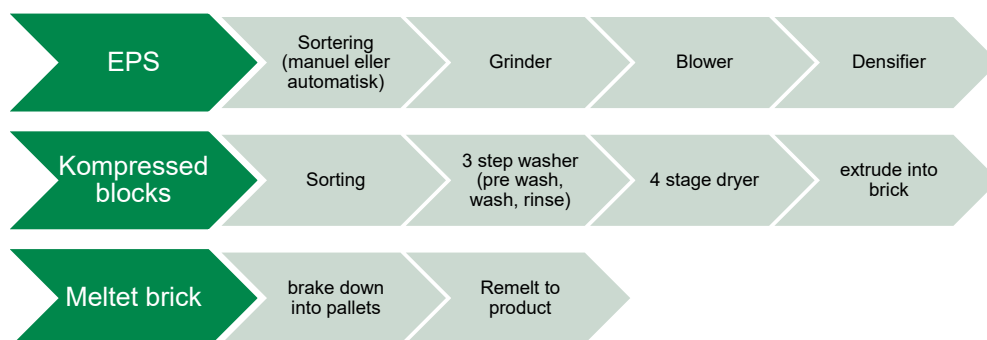 EPS
Sortering
(manuel eller
automatisk)
Grinder
Blower
Densifier
Kompressed
blocks
Sorting
3 step washer
(pre wash,
wash, rinse)
4 stage dryer
extrude into
brick
Meltet brick
brake down
into pallets
Remelt to
product